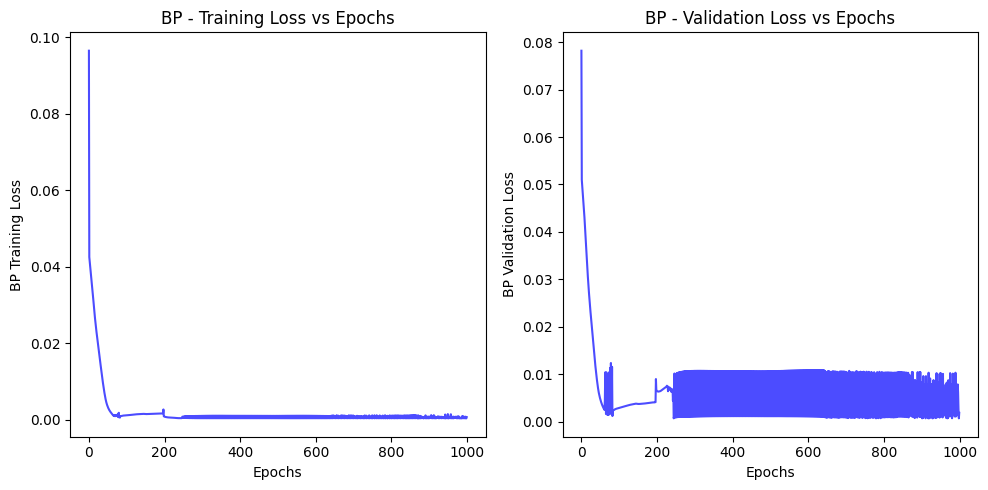 BP - Training Loss vs Epochs
BP Training Loss
0.10
0.08
0.06
0.04
0.02
0.00
0 200 400 600 800 1000
Epochs
BP - Validation Loss vs Epochs
BP Validation Loss
0.08
0.07
0.06
0.05
0.04
0.03
0.02
0.01
0.00
0 200 400 600 800 1000
Epochs